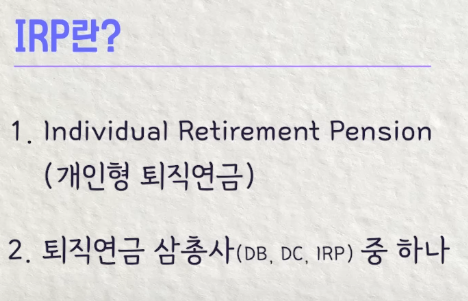 IRP란?
1. Individual Retirement Pension
(개인형 퇴직연금)
2. 퇴직연금 삼총사(DB, DC, IRP) 중 하나